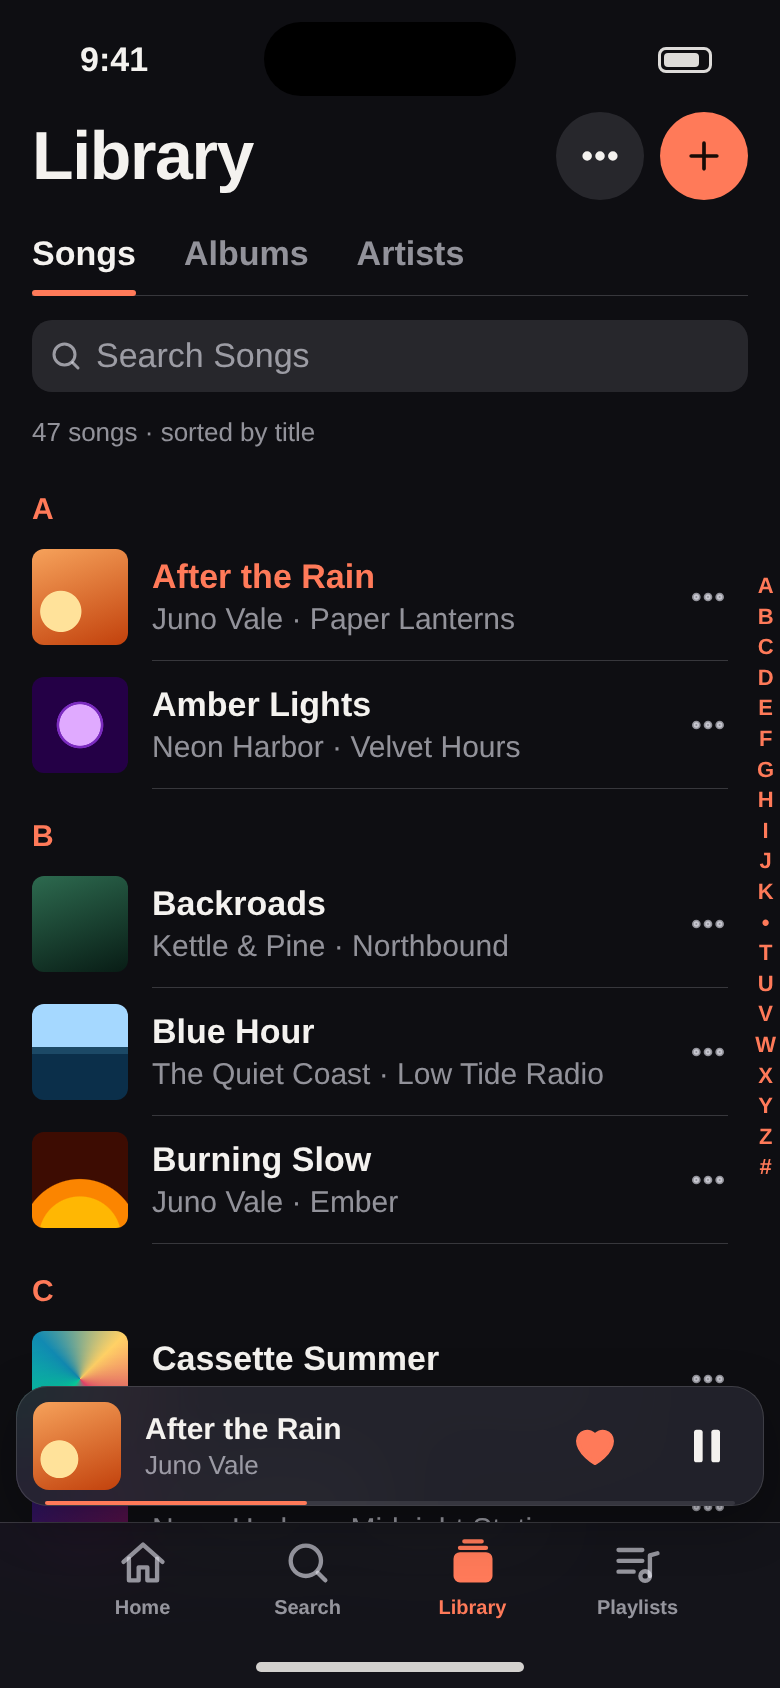 9:41
Library
Songs Albums Artists
Search Songs
47 songs · sorted by title
A
After the Rain
Juno Vale · Paper Lanterns
Amber Lights
Neon Harbor · Velvet Hours
B
Backroads
Kettle & Pine · Northbound
Blue Hour
The Quiet Coast · Low Tide Radio
Burning Slow
Juno Vale · Ember
C
Cassette Summer
A
B
C
D
E
F
G
H
I
J
K
•
T
U
V
W
X
Y
Z
#
After the Rain
Juno Vale
Home Search Library Playlists